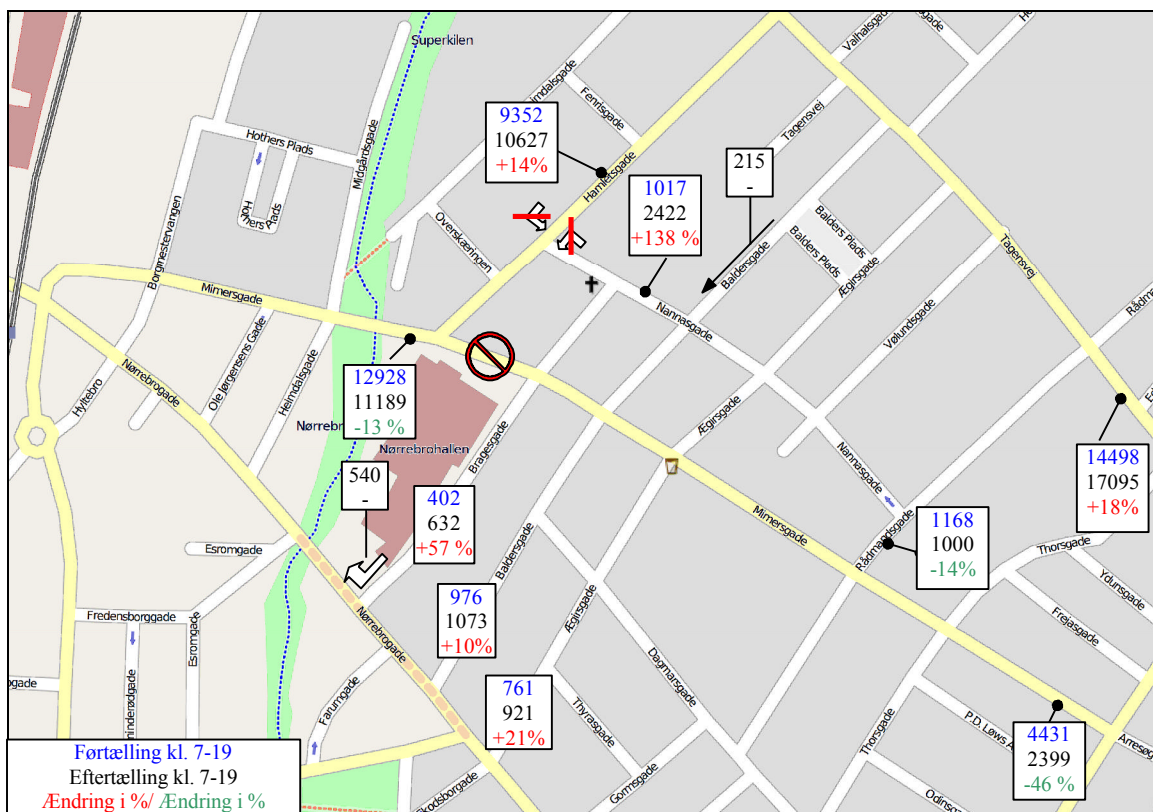 Superkilen
Heimdalsgade
Fenrisgade
Valhalsgade
Hothers Plads
Midgårdsgade
Hothers Plads
9352
10627
+14%
Hamletsgade
Tagensvej
215
-
1017
2422
+138 %
Borgmestervangen
Overskæringen
Balders Plads
Balders Plads
Baldersgade
Ægirsgade
Tagensvej
Mimersgade
Nannasgade
Vølundsgade
Ole Jørgensens Gade
Heimdalsgade
Nørrebrogade
Hyltebro
12928
11189
-13 %
Nørrebrohallen
Bragesgade
Ægirsgade
Nannasgade
540
-
402
632
+57 %
14498
17095
+18%
Mimersgade
Rådmandsgade
1168
1000
-14%
Thorsgade
Esromgade
Baldersgade
Ydunsgade
Frejasgade
Fredensborggade
Esromgade
Nørrebrogade
976
1073
+10%
Ægirsgade
Dagmarsgade
Farumgade
761
921
+21%
Thyrasgade
Thorsgade
P.D. Løws
4431
2399
-46 %
Gormsgade
Førtælling kl. 7-19
Eftertælling kl. 7-19
Ændring i %/ Ændring i %